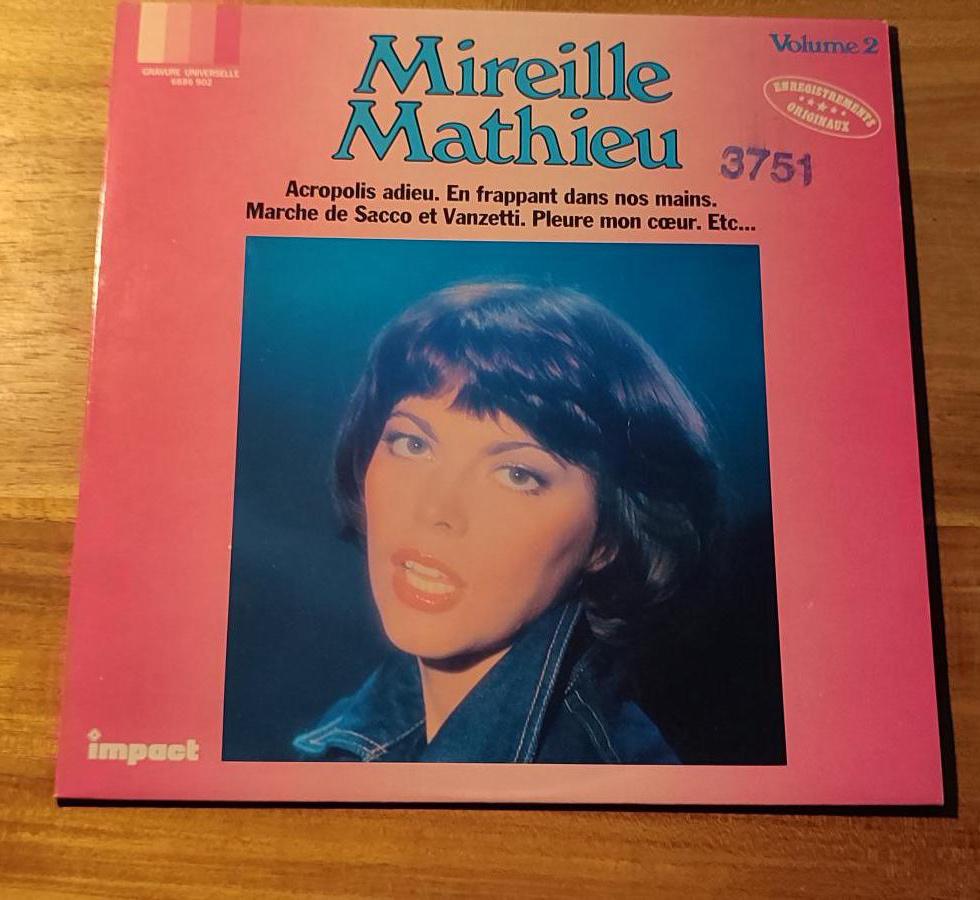 GRAVURE UNIVERSELLE
6886 902
Mireille
Mathieu
Volume 2
ENREGISTREMENTS
ORIGINAUX
3751
Acropolis adieu. En frappant dans nos mains.
Marche de Sacco et Vanzetti. Pleure mon cœur. Etc...
impact